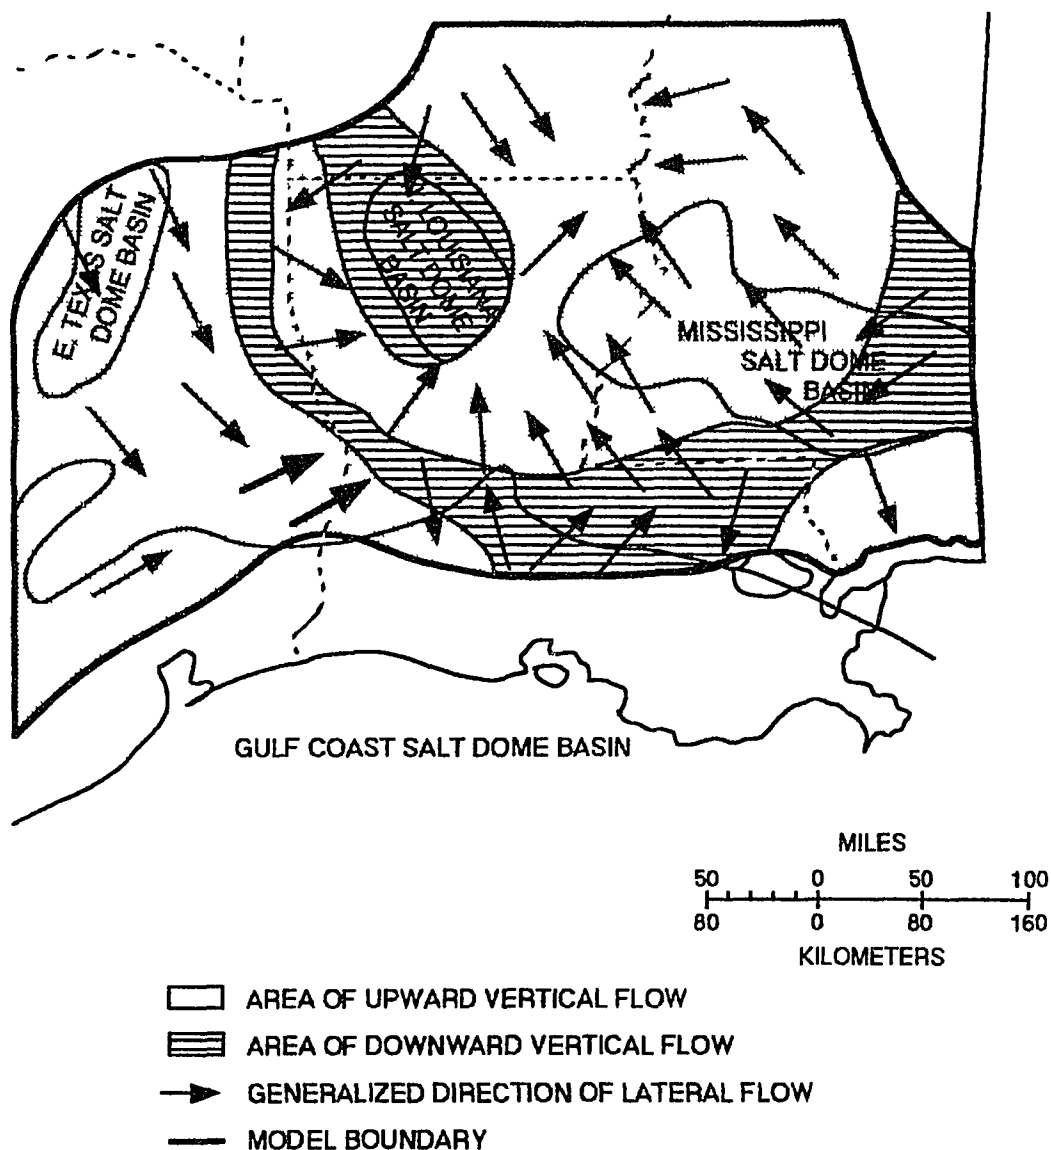 E. TEXAS SALT
DOME BASIN
LOUISIANA
SALT DOME
BASIN
MISSISSIPPI
SALT DOME
BASIN
GULF COAST SALT DOME BASIN
MILES
50 0 50 100
80 0 80 160
KILOMETERS
AREA OF UPWARD VERTICAL FLOW
AREA OF DOWNWARD VERTICAL FLOW
GENERALIZED DIRECTION OF LATERAL FLOW
MODEL BOUNDARY